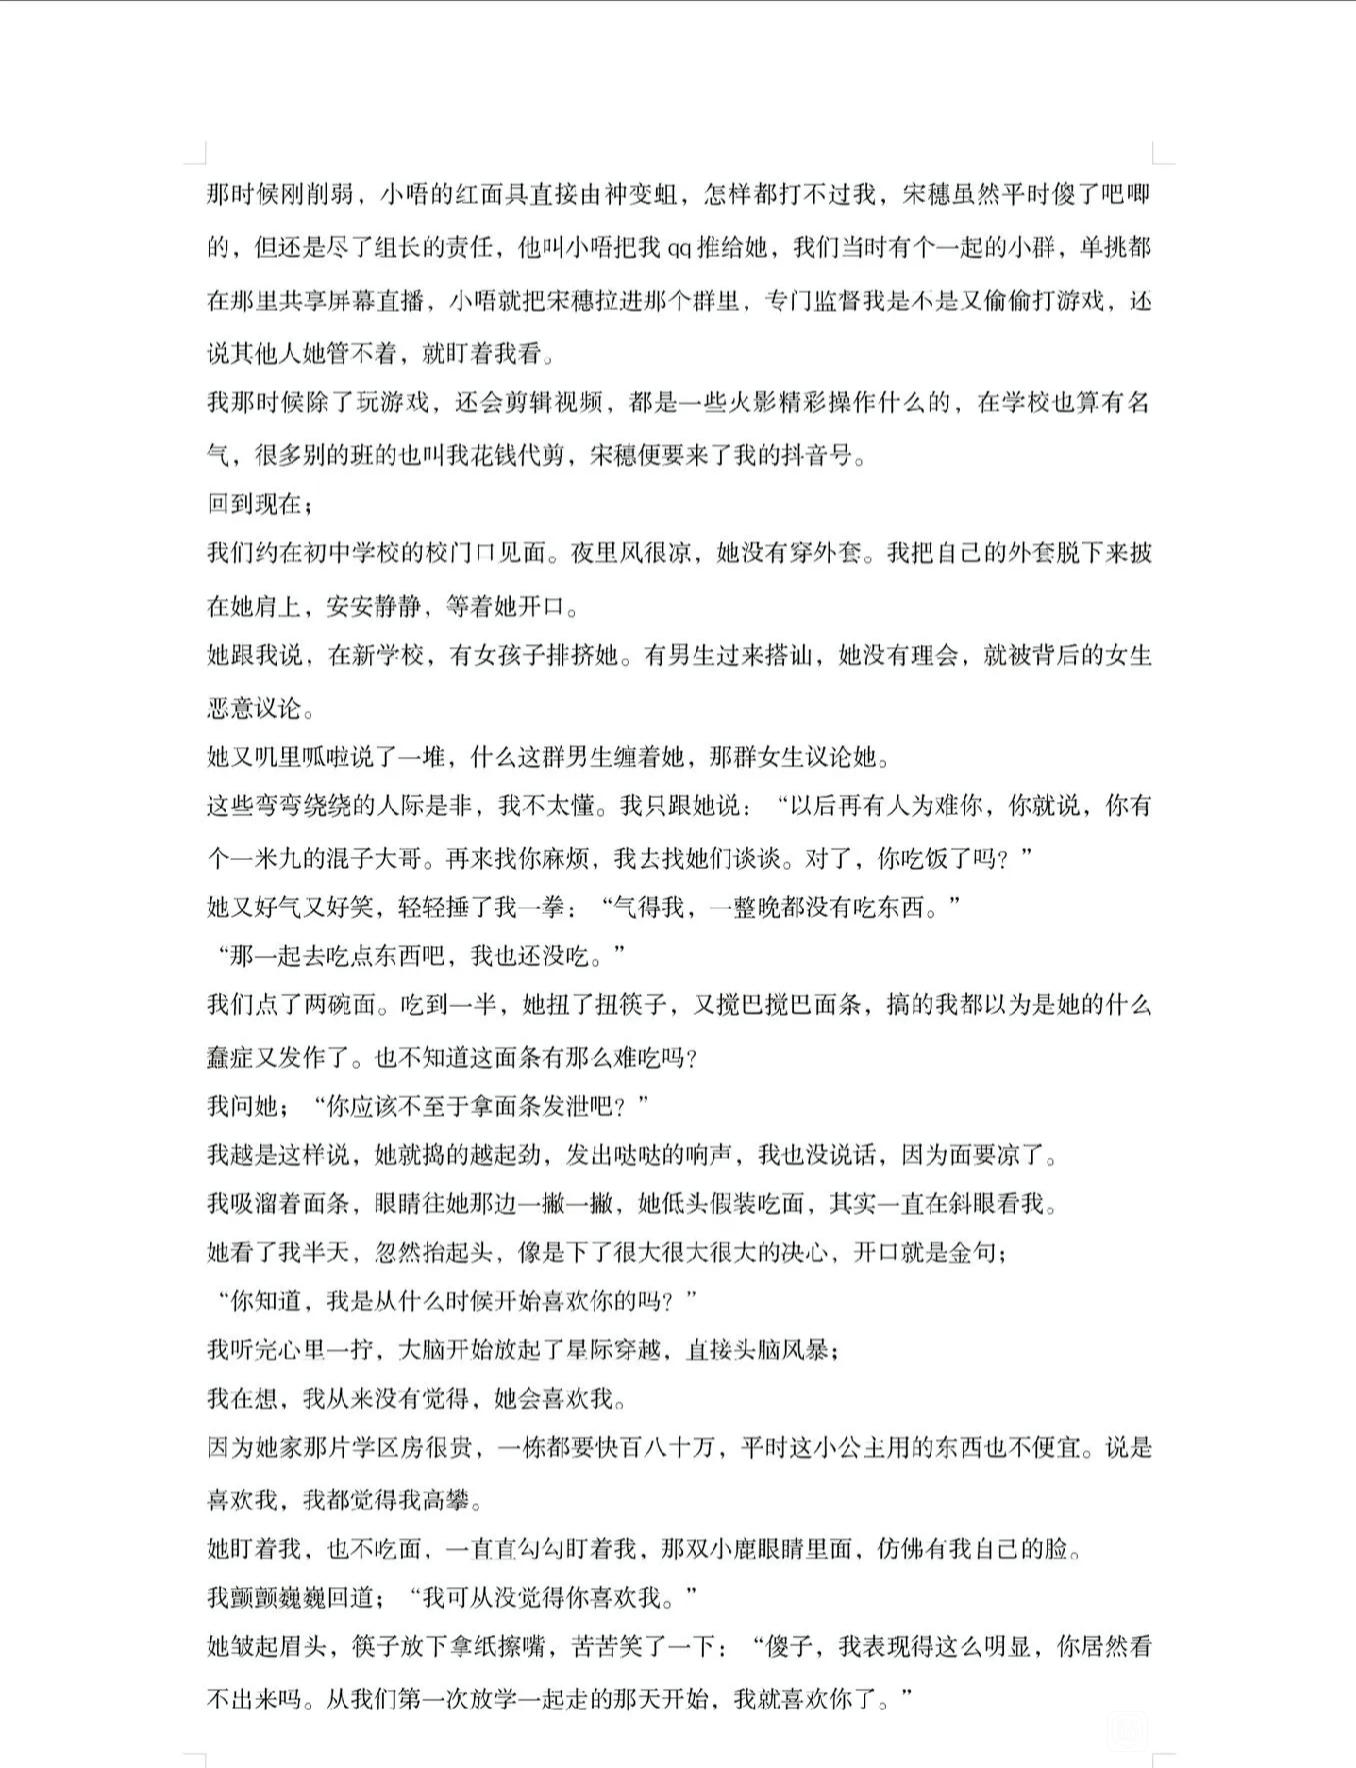 那时候刚削弱，小唔的红面具直接由神变蛆，怎样都打不过我，宋穗虽然平时傻了吧唧
的，但还是尽了组长的责任，他叫小唔把我 qq 推给她，我们当时有个一起的小群，单挑都
在那里共享屏幕直播，小唔就把宋穗拉进那个群里，专门监督我是不是又偷偷打游戏，还
说其他人她管不着，就盯着我看。
我那时候除了玩游戏，还会剪辑视频，都是一些火影精彩操作什么的，在学校也算有名
气，很多别的班的也叫我花钱代剪，宋穗便要来了我的抖音号。
回到现在；
我们约在初中学校的校门口见面。夜里风很凉，她没有穿外套。我把自己的外套脱下来披
在她肩上，安安静静，等着她开口。
她跟我说，在新学校，有女孩子排挤她。有男生过来搭讪，她没有理会，就被背后的女生
恶意议论。
她又叽里呱啦说了一堆，什么这群男生缠着她，那群女生议论她。
这些弯弯绕绕的人际是非，我不太懂。我只跟她说：“以后再有人为难你，你就说，你有
个一米九的混子大哥。再来找你麻烦，我去找她们谈谈。对了，你吃饭了吗？”
她又好气又好笑，轻轻捶了我一拳：“气得我，一整晚都没有吃东西。”
“那一起去吃点东西吧，我也还没吃。”
我们点了两碗面。吃到一半，她扭了扭筷子，又搅巴搅巴面条，搞的我都以为是她的什么
蠢症又发作了。也不知道这面条有那么难吃吗？
我问她；“你应该不至于拿面条发泄吧？”
我越是这样说，她就捣的越起劲，发出哒哒的响声，我也没说话，因为面要凉了。
我吸溜着面条，眼睛往她那边一撇一撇，她低头假装吃面，其实一直在斜眼看我。
她看了我半天，忽然抬起头，像是下了很大很大很大的决心，开口就是金句；
“你知道，我是从什么时候开始喜欢你的吗？”
我听完心里一拧，大脑开始放起了星际穿越，直接头脑风暴；
我在想，我从来没有觉得，她会喜欢我。
因为她家那片学区房很贵，一栋都要快百八十万，平时这小公主用的东西也不便宜。说是
喜欢我，我都觉得我高攀。
她盯着我，也不吃面，一直直勾勾盯着我，那双小鹿眼睛里面，仿佛有我自己的脸。
我颤颤巍巍回道；“我可从没觉得你喜欢我。”
她皱起眉头，筷子放下拿纸擦嘴，苦苦笑了一下：“傻子，我表现得这么明显，你居然看
不出来吗。从我们第一次放学一起走的那天开始，我就喜欢你了。”